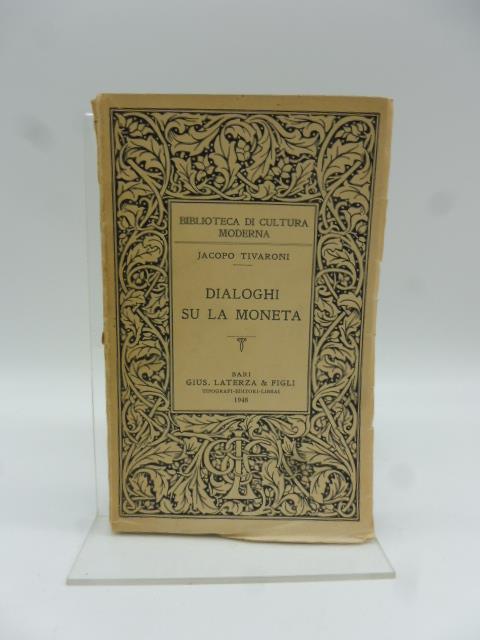 BIBLIOTECA DI CULTURA
MODERNA
JACOPO TIVARONI
DIALOGHI
SU LA MONETA
BARI
GIUS. LATERZA & FIGLI
TIPOGRAFI-EDITORI-LIBRAI
1948